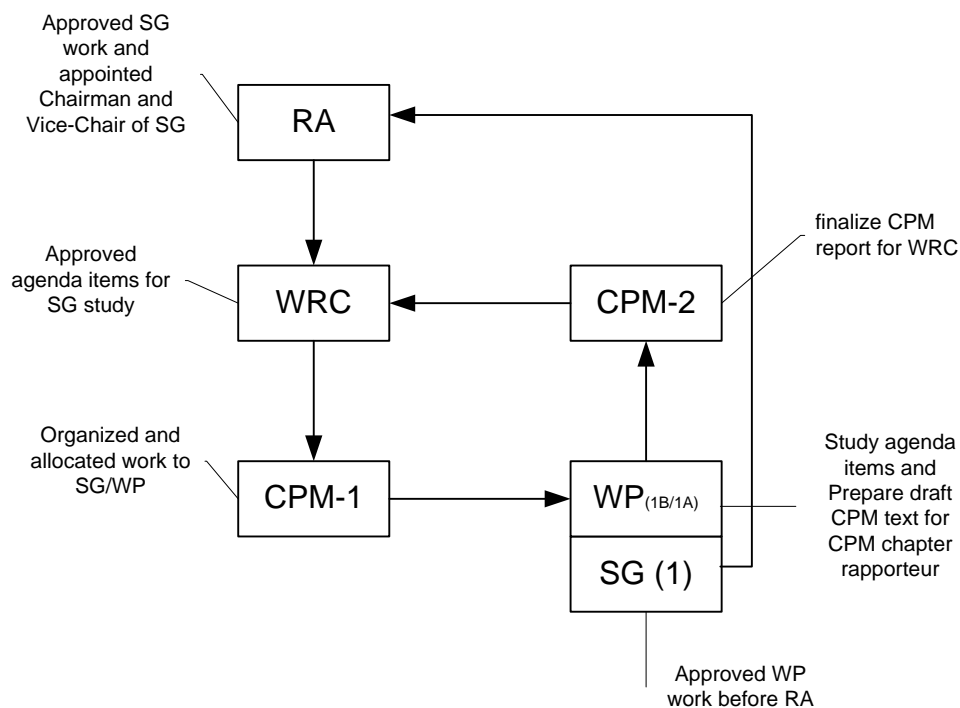 Approved SG
work and
appointed
Chairman and
Vice-Chair of SG
RA
finalize CPM
report for WRC
Approved
agenda items for
SG study
WRC
CPM-2
Organized and
allocated work to
SG/WP
CPM-1
WP(1B/1A)
Study agenda
items and
Prepare draft
CPM text for
CPM chapter
rapporteur
SG (1)
Approved WP
work before RA